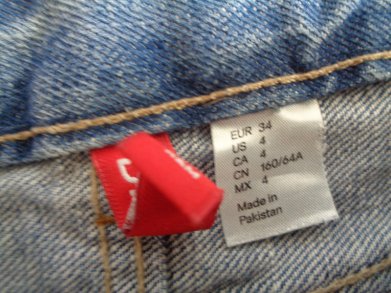 EUR 34
US 4
CA 4
CN 160/64A
MX 4
Made in
Pakistan